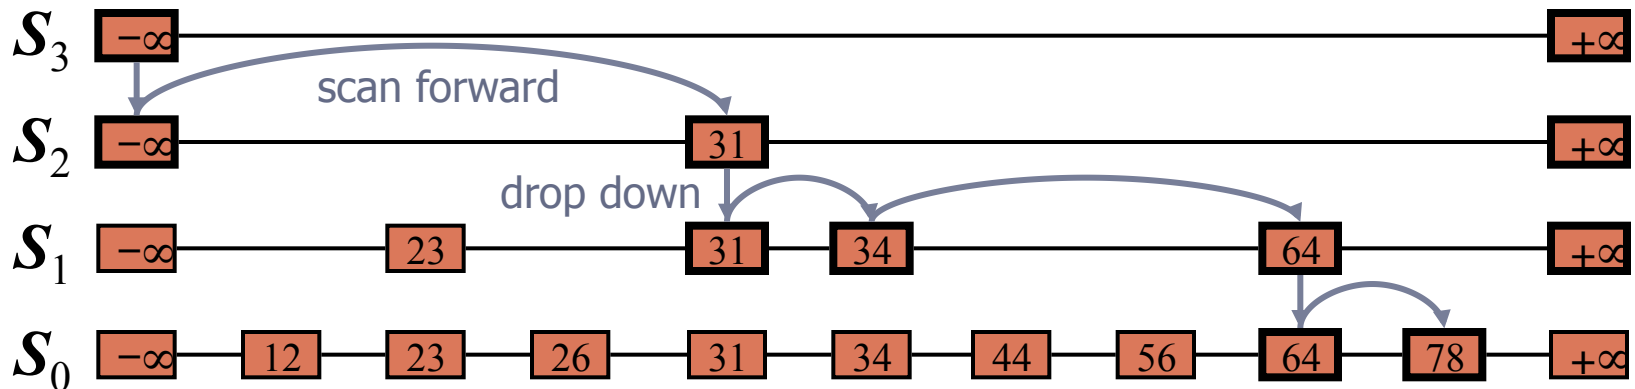 S3 −∞ +∞
scan forward
S2 −∞ 31 +∞
drop down
S1 −∞ 23 31 34 64 +∞
S0 −∞ 12 23 26 31 34 44 56 64 78 +∞